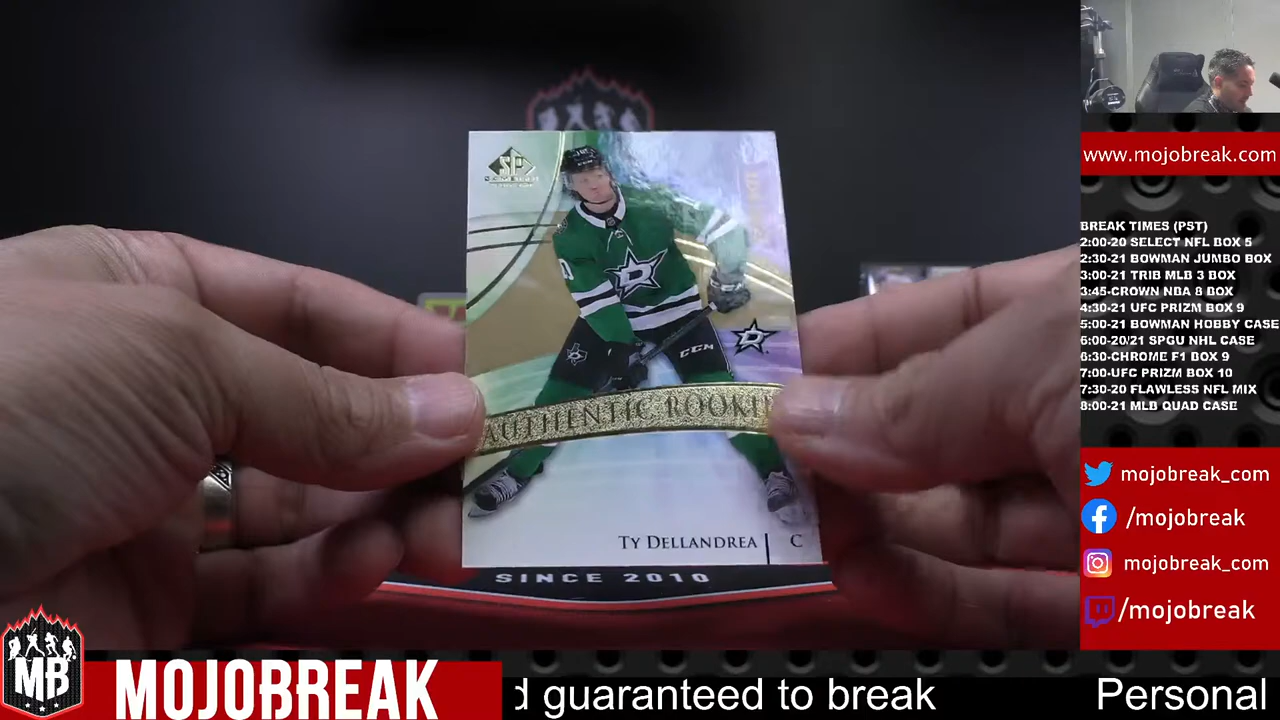 SP
AUTHENTIC ROOKIE
CCM
TY DELLANDREA | C
SINCE 2010
www.mojobreak.com
BREAK TIMES (PST)
2:00-20 SELECT NFL BOX 5
2:30-21 BOWMAN JUMBO BOX
3:00-21 TRIB MLB 3 BOX
3:45-CROWN NBA 8 BOX
4:30-21 UFC PRIZM BOX 9
5:00-21 BOWMAN HOBBY CASE
6:00-20/21 SPGU NHL CASE
6:30-CHROME F1 BOX 9
7:00-UFC PRIZM BOX 10
7:30-20 FLAWLESS NFL MIX
8:00-21 MLB QUAD CASE
mojobreak_com
/mojobreak
mojobreak_com
/mojobreak
MB
MOJOBREAK
d guaranteed to break Personal